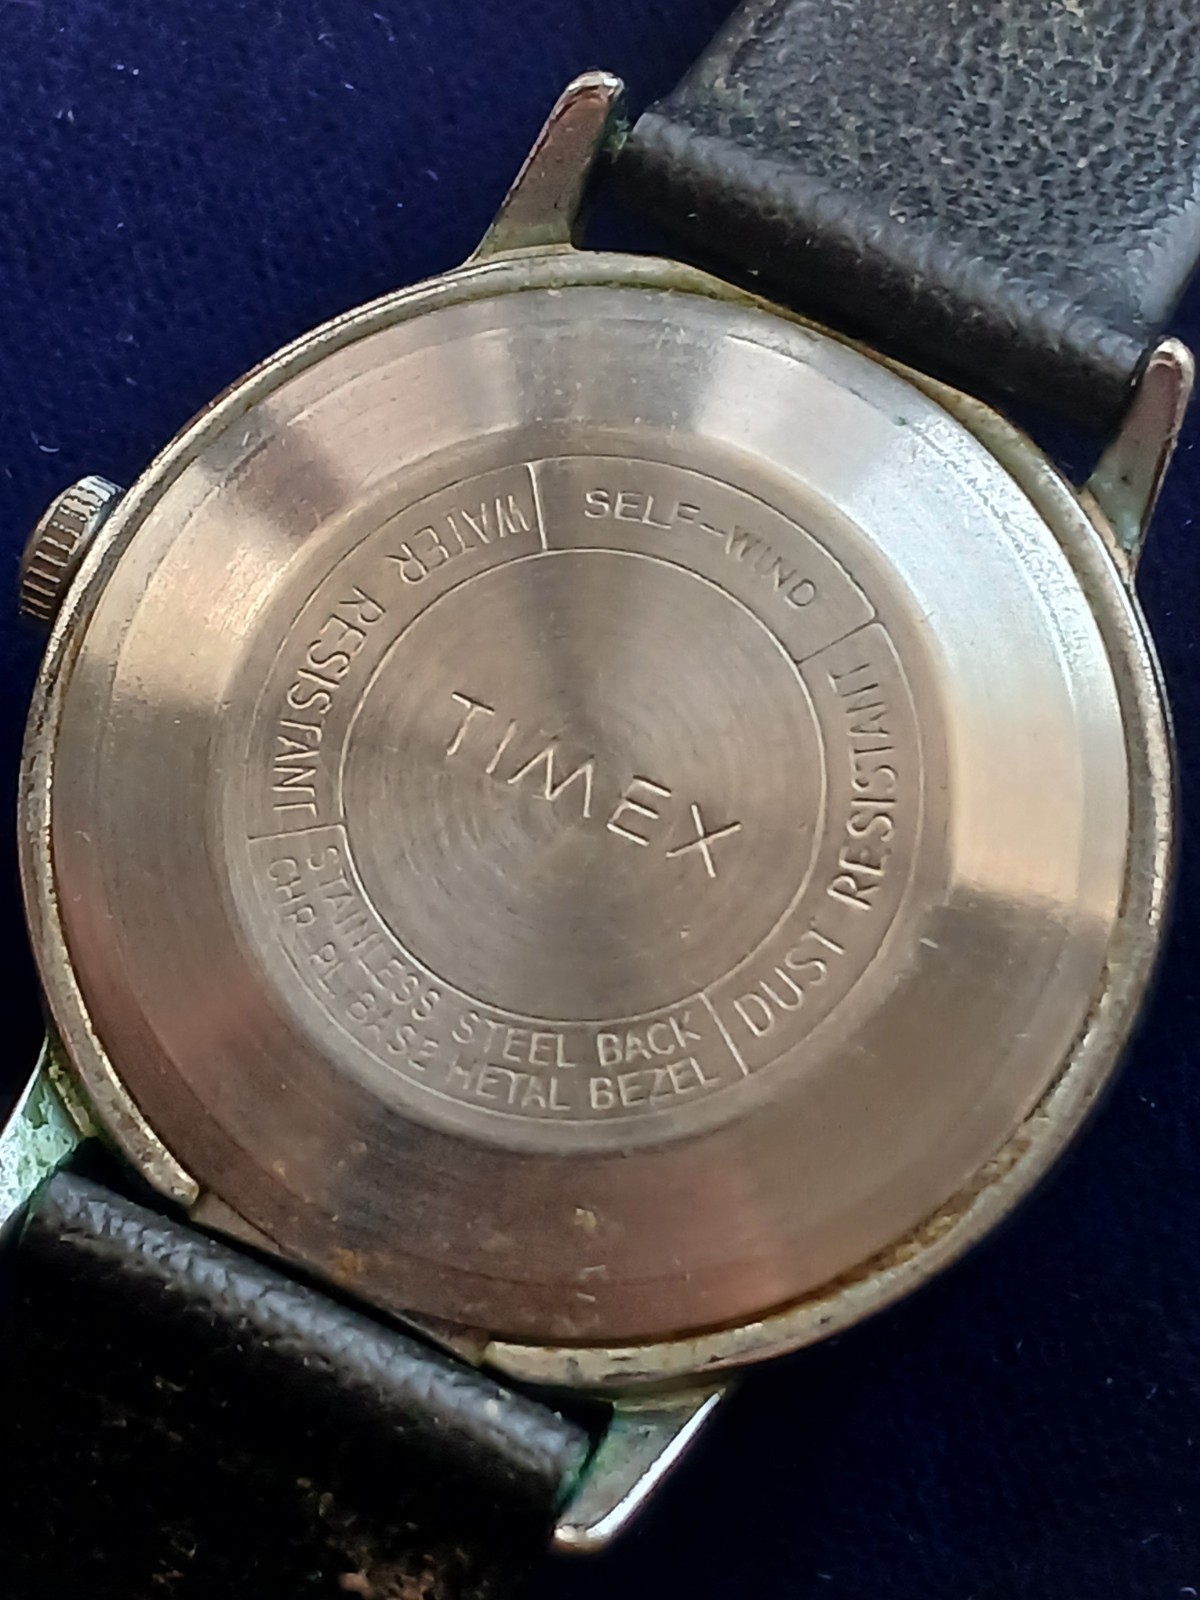 TIMEX
SELF-WIND
DUST RESISTANT
STAINLESS STEEL BACK
CHR. PL. BASE METAL BEZEL
WATER RESISTANT